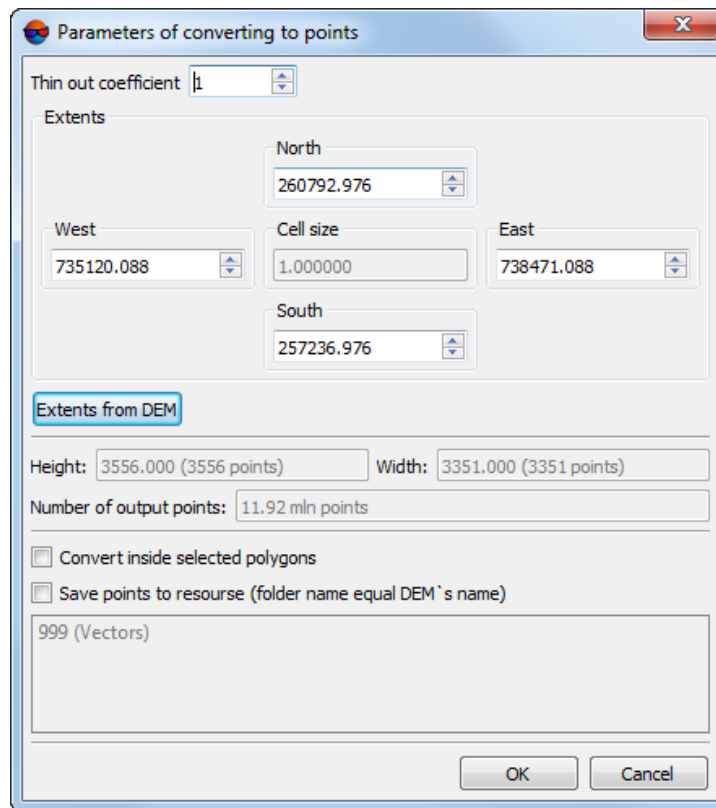 Parameters of converting to points
Thin out coefficient 1
Extents
North
260792.976
West
735120.088
Cell size
1.000000
East
738471.088
South
257236.976
Extents from DEM
Height: 3556.000 (3556 points) Width: 3351.000 (3351 points)
Number of output points: 11.92 mln points
Convert inside selected polygons
Save points to resourse (folder name equal DEM`s name)
999 (Vectors)
OK Cancel